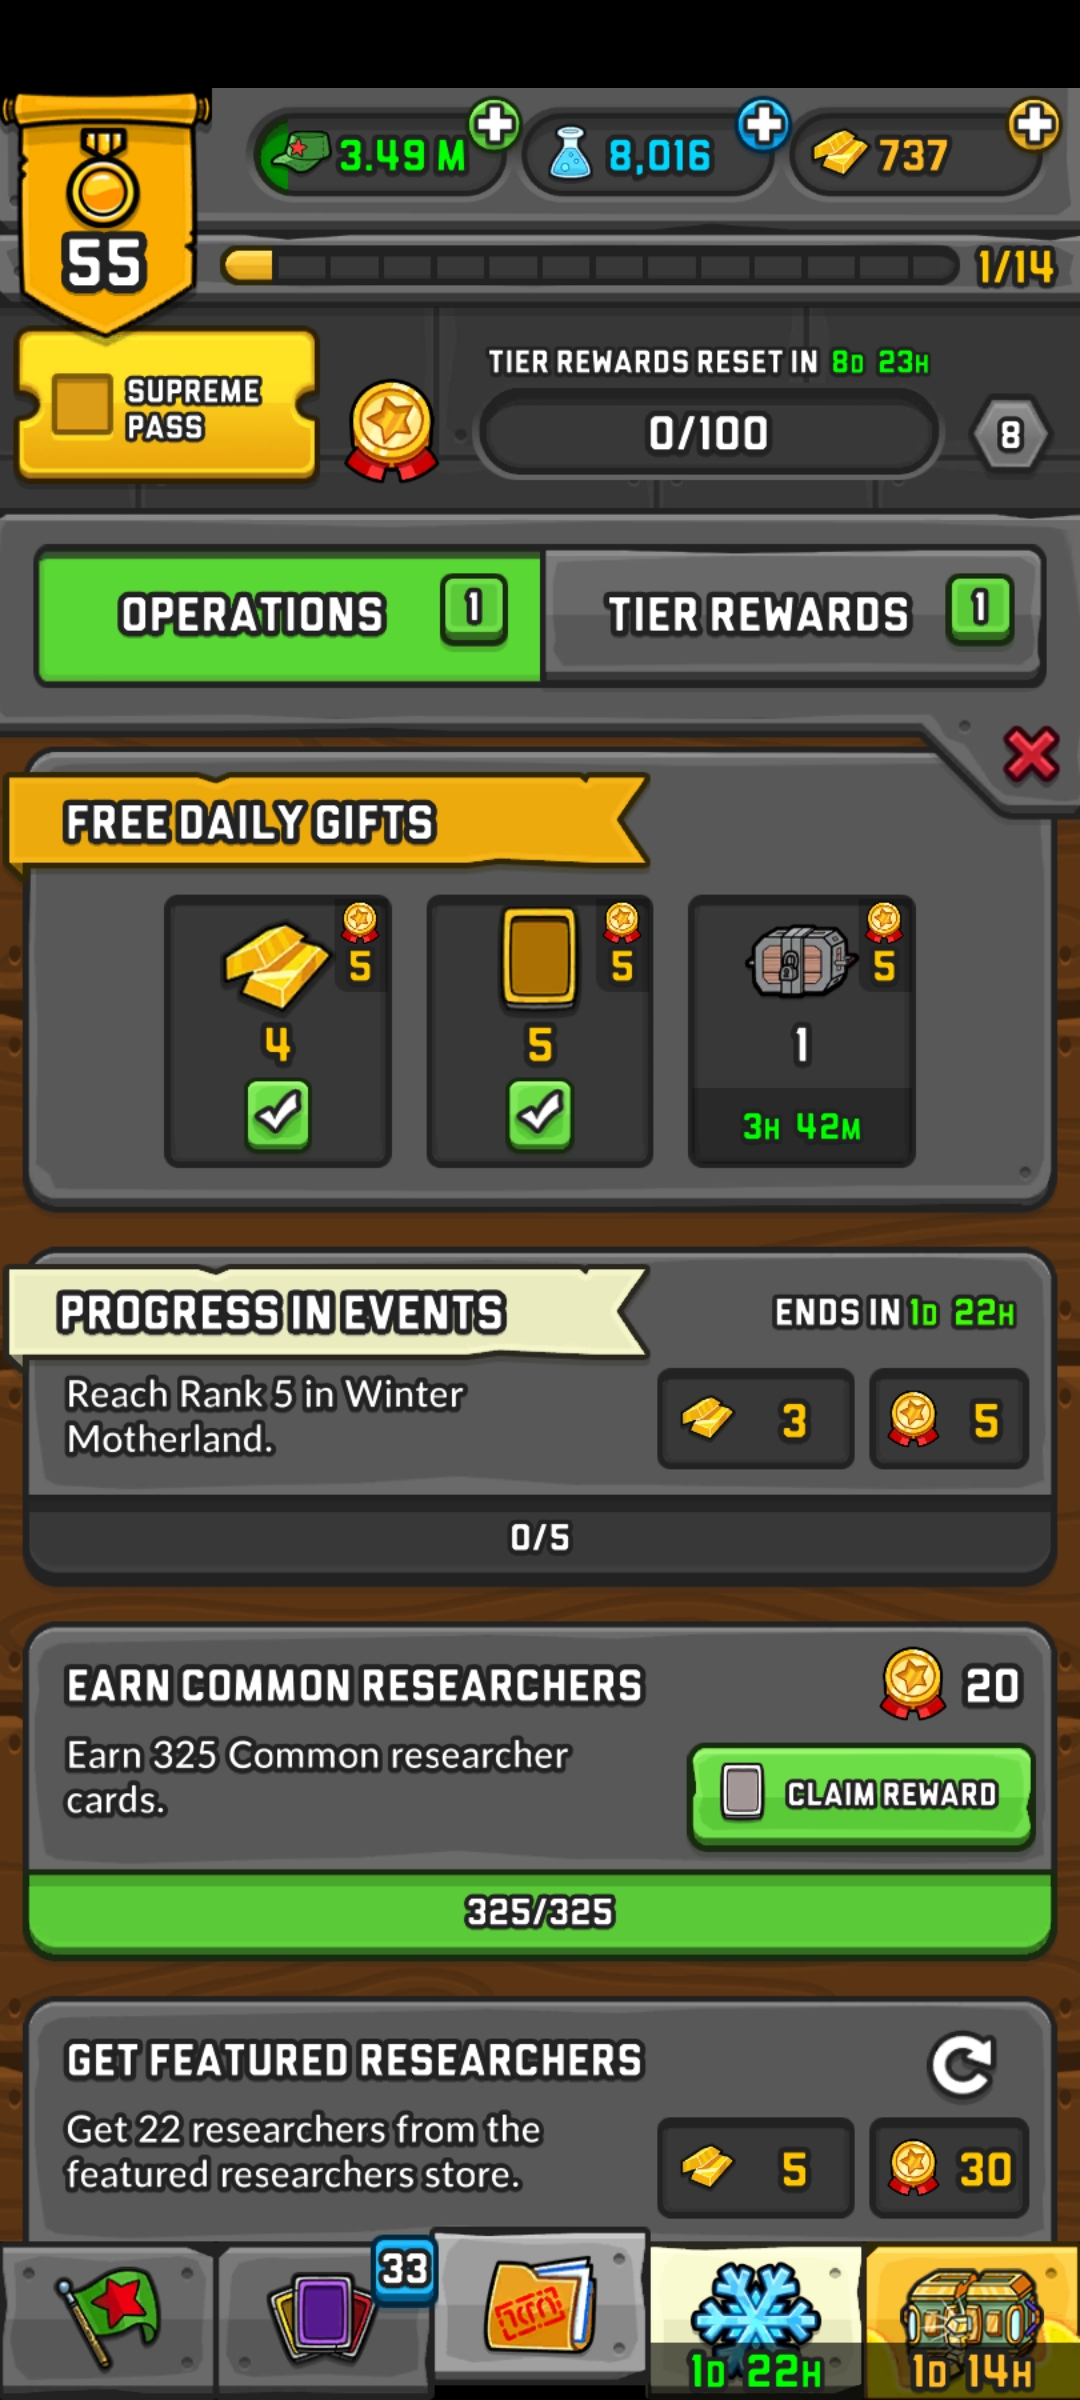 3.49 M
8,016
737
55
1/14
SUPREME
PASS
TIER REWARDS RESET IN 8D 23H
0/100
8
OPERATIONS 1
TIER REWARDS 1
FREE DAILY GIFTS
5
5
5
4
5
1
3H 42M
PROGRESS IN EVENTS
ENDS IN 1D 22H
Reach Rank 5 in Winter
Motherland.
3
5
0/5
EARN COMMON RESEARCHERS
20
Earn 325 Common researcher
cards.
CLAIM REWARD
325/325
GET FEATURED RESEARCHERS
Get 22 researchers from the
featured researchers store.
5
30
33
1D 22H
1D 14H